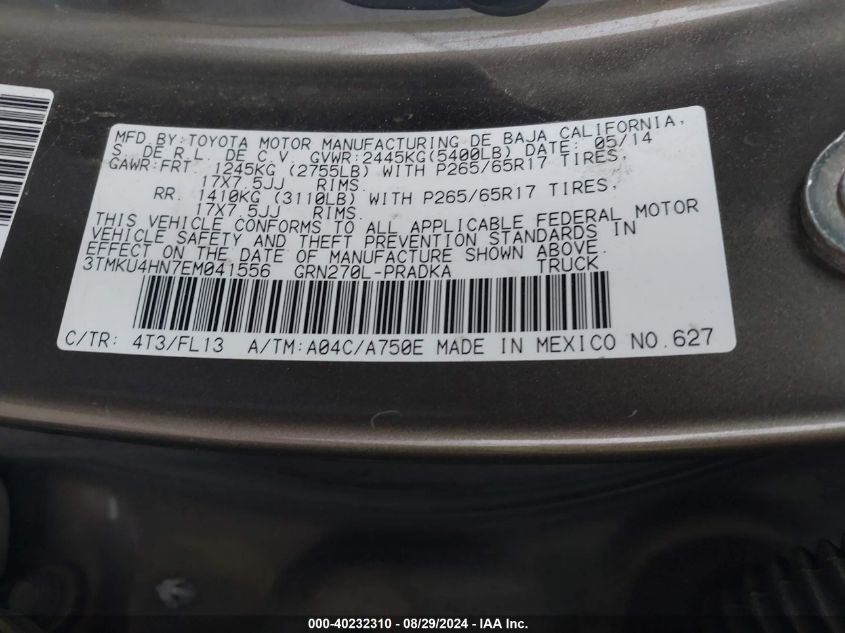 MFD.BY:TOYOTA MOTOR MANUFACTURING DE BAJA CALIFORNIA,
S. DE R.L. DE C.V. GVWR:2445KG(5400LB) DATE: 05/14
GAWR:FRT. 1245KG (2755LB) WITH P265/65R17 TIRES,
17X7.5JJ RIMS.
RR. 1410KG (3110LB) WITH P265/65R17 TIRES,
17X7.5JJ RIMS.
THIS VEHICLE CONFORMS TO ALL APPLICABLE FEDERAL MOTOR
VEHICLE SAFETY AND THEFT PREVENTION STANDARDS IN
EFFECT ON THE DATE OF MANUFACTURE SHOWN ABOVE.
3TMKU4HN7EM041556 GRN270L-PRADKA TRUCK
C/TR: 4T3/FL13 A/TM:A04C/A750E MADE IN MEXICO NO.627
000-40232310 - 08/29/2024 - IAA Inc.